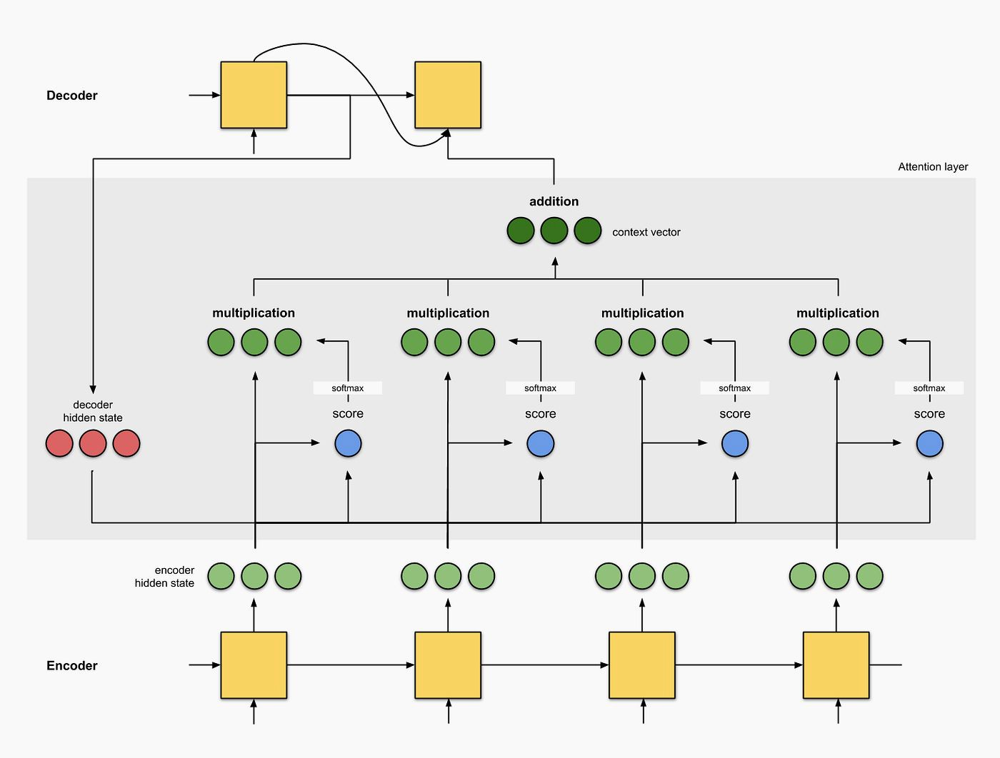 Decoder
Attention layer
addition
context vector
multiplication
multiplication
multiplication
multiplication
softmax
softmax
softmax
softmax
decoder
hidden state
score
score
score
score
encoder
hidden state
Encoder